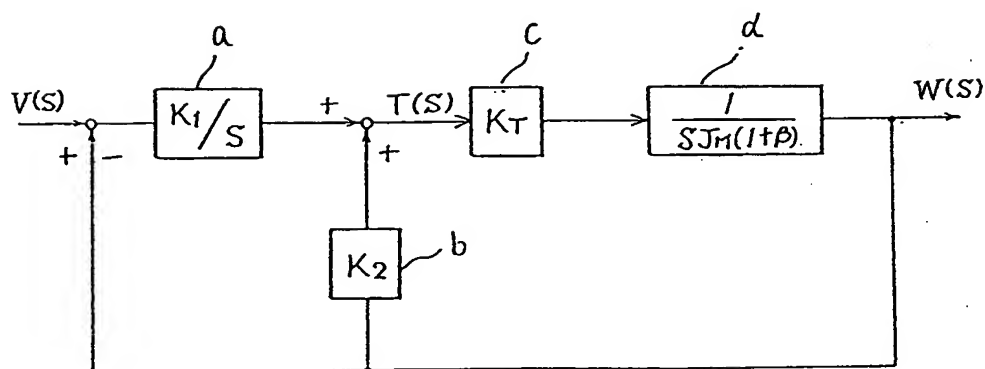 a
c
d
V(S)
K1/S
+
T(S)
KT
1
SJM(1+β).
W(S)
+
−
+
K2
b